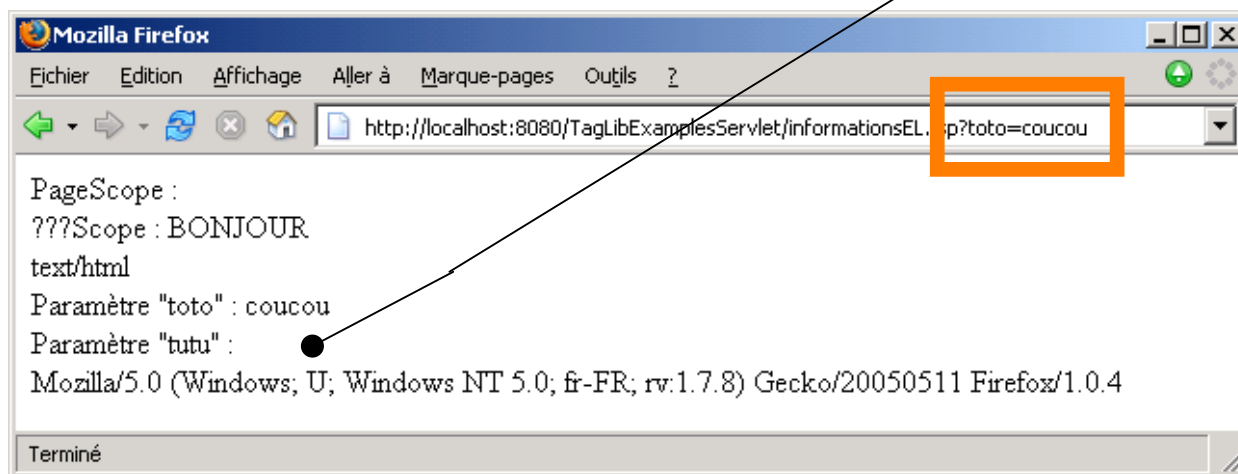 Mozilla Firefox
Fichier Edition Affichage Aller à Marque-pages Outils ?
http://localhost:8080/TagLibExamplesServlet/informationsEL. sp?toto=coucou
PageScope :
???Scope : BONJOUR
text/html
Paramètre "toto" : coucou
Paramètre "tutu" :
Mozilla/5.0 (Windows; U; Windows NT 5.0; fr-FR; rv:1.7.8) Gecko/20050511 Firefox/1.0.4
Terminé